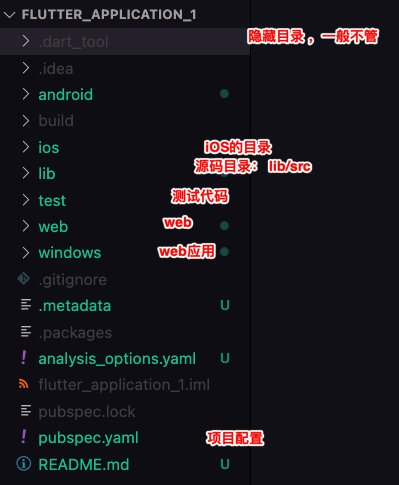 FLUTTER_APPLICATION_1
.dart_tool 隐藏目录，一般不管
.idea
android
build
ios iOS的目录
lib 源码目录： lib/src
test 测试代码
web web
windows web应用
.gitignore
.metadata U
.packages
! analysis_options.yaml U
flutter_application_1.iml
pubspec.lock
! pubspec.yaml 项目配置
README.md U